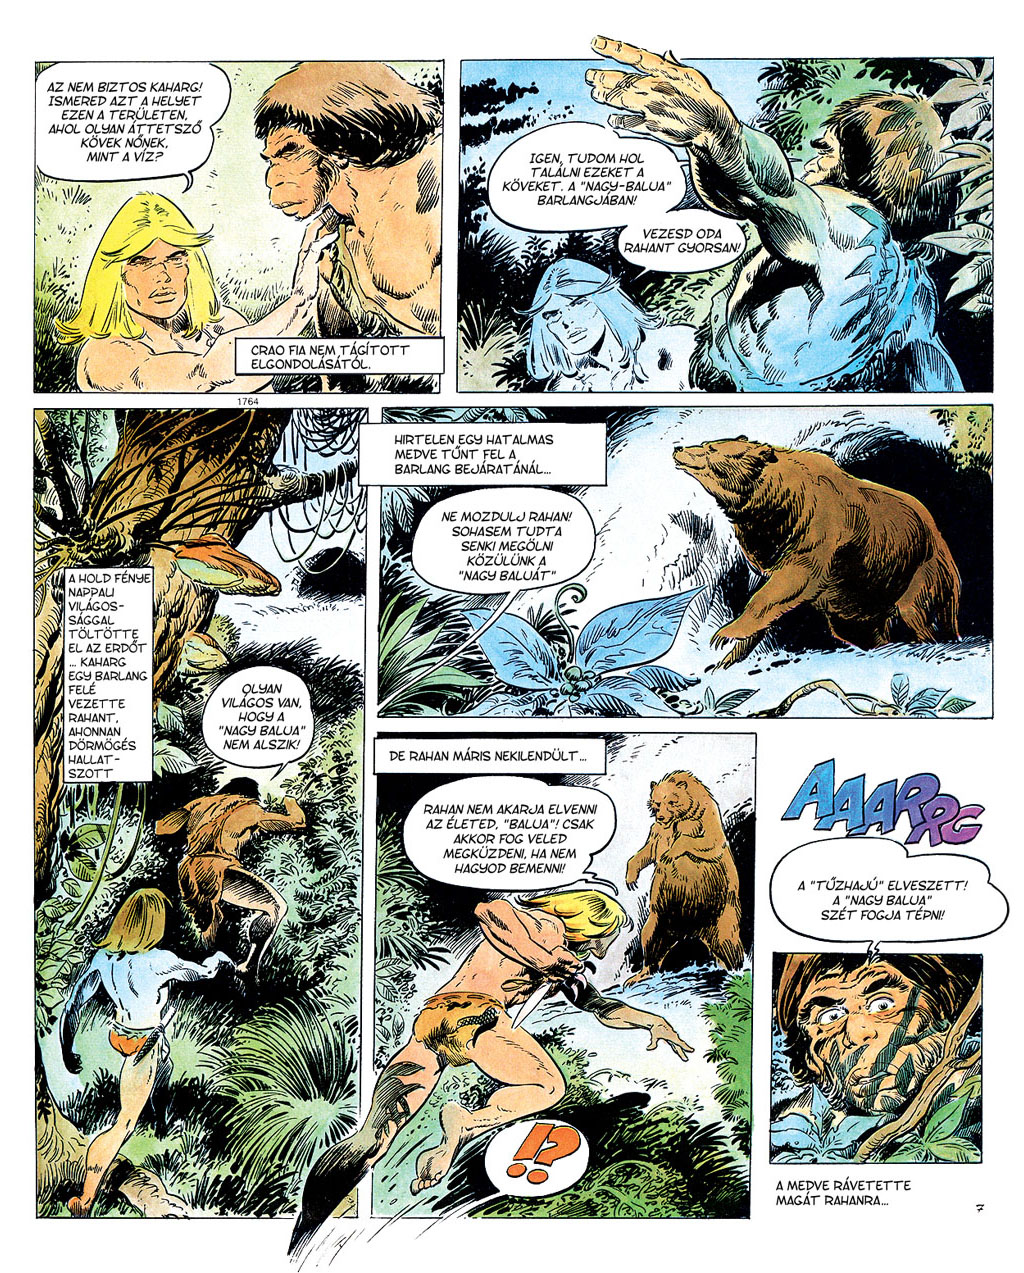 AZ NEM BIZTOS KAHARG!
ISMERED AZT A HELYET
EZEN A TERÜLETEN,
AHOL OLYAN ÁTTETSZŐ
KÖVEK NŐNEK,
MINT A VÍZ?
CRAO FIA NEM TÁGÍTOTT
ELGONDOLÁSÁTÓL.
1764
IGEN, TUDOM HOL
TALÁLNI EZEKET A
KÖVEKET. A "NAGY-BALUA"
BARLANGJÁBAN!
VEZESD ODA
RAHANT GYORSAN!
A HOLD FÉNYE
NAPPALI
VILÁGOS-
SÁGGAL
TÖLTÖTTE
EL AZ ERDŐT
... KAHARG
EGY BARLANG
FELÉ
VEZETTE
RAHANT,
AHONNAN
DÖRMÖGÉS
HALLAT-
SZOTT
OLYAN
VILÁGOS VAN,
HOGY A
"NAGY BALUA"
NEM ALSZIK!
HIRTELEN EGY HATALMAS
MEDVE TŰNT FEL A
BARLANG BEJÁRATÁNÁL...
NE MOZDULJ RAHAN!
SOHASEM TUDTA
SENKI MEGÖLNI
KÖZÜLÜNK A
"NAGY BALUÁT"
DE RAHAN MÁRIS NEKILENDÜLT...
RAHAN NEM AKARJA ELVENNI
AZ ÉLETED, "BALUA"! CSAK
AKKOR FOG VELED
MEGKÜZDENI, HA NEM
HAGYOD BEMENNI!
!?
AAARRG
A "TŰZHAJÚ" ELVESZETT!
A "NAGY BALUA"
SZÉT FOGJA TÉPNI!
A MEDVE RÁVETETTE
MAGÁT RAHANRA...
7